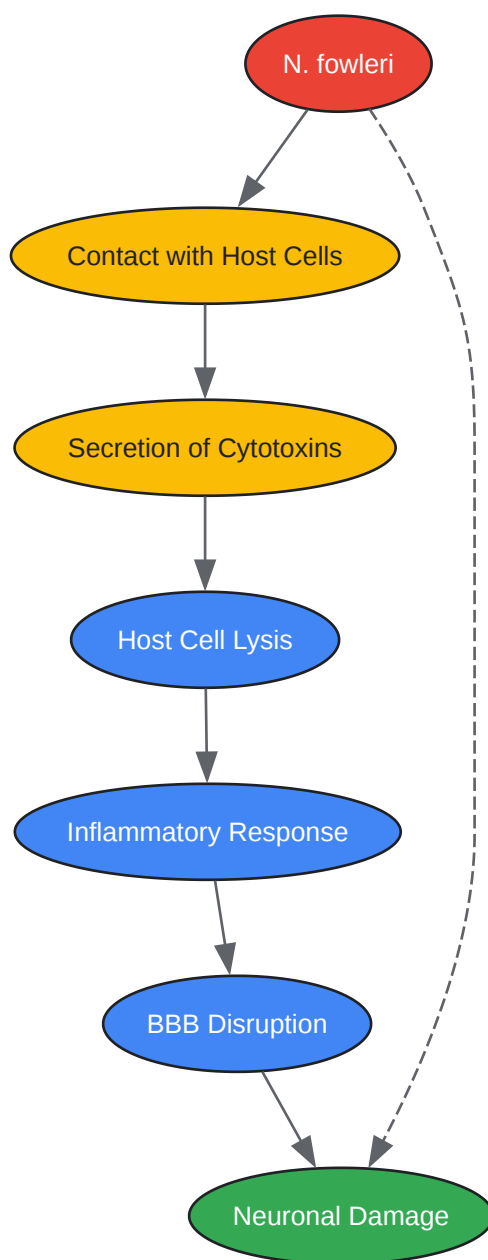 N. fowleri
Contact with Host Cells
Secretion of Cytotoxins
Host Cell Lysis
Inflammatory Response
BBB Disruption
Neuronal Damage